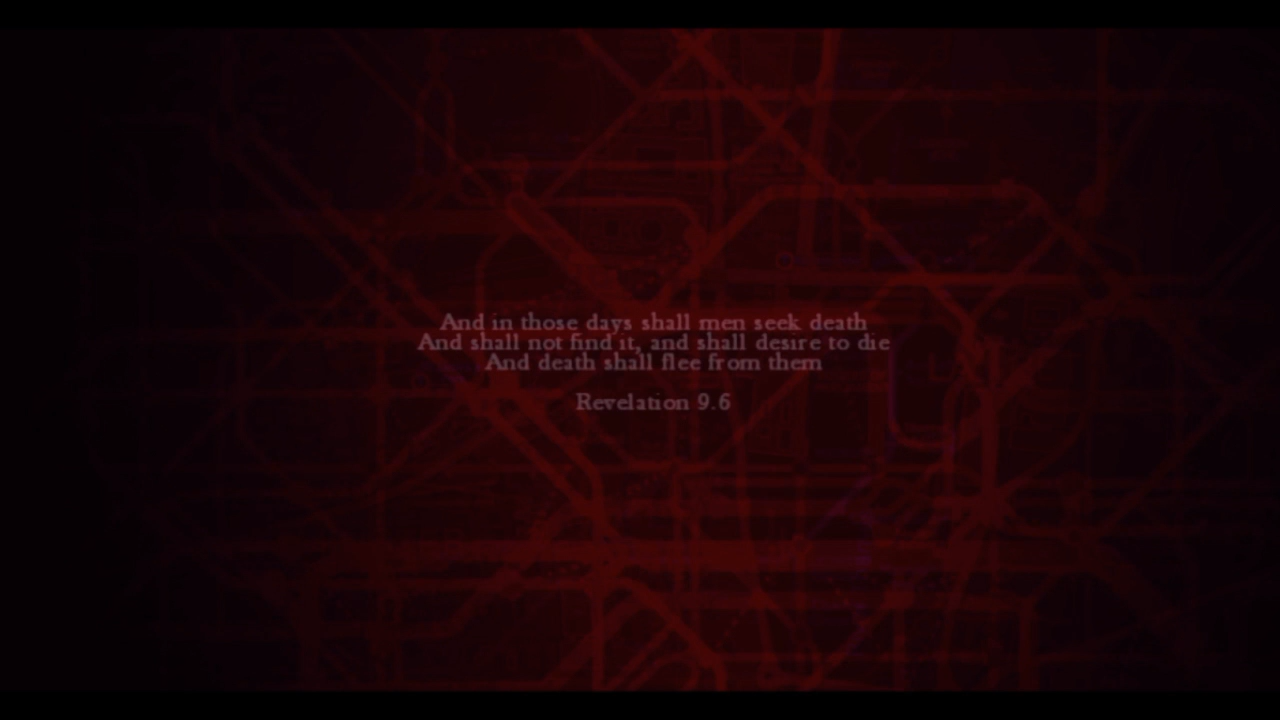 And in those days shall men seek death
And shall not find it, and shall desire to die
And death shall flee from them
Revelation 9.6